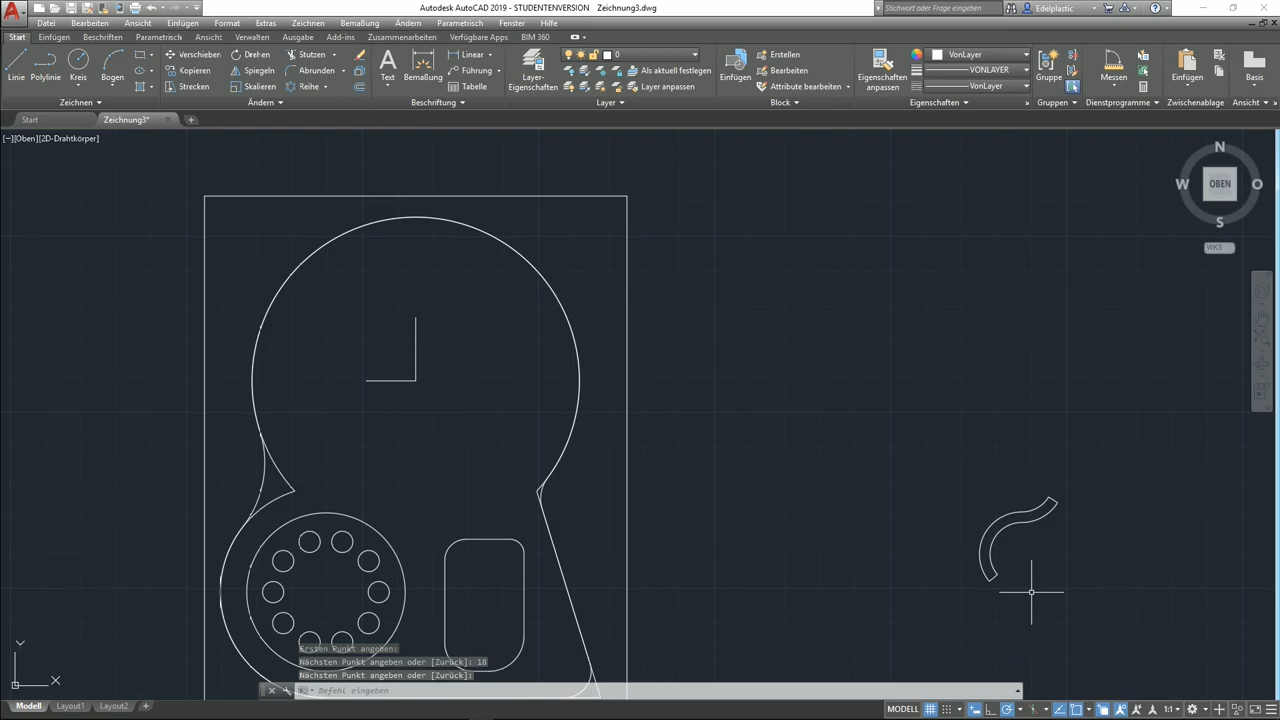 Autodesk AutoCAD 2019 - STUDENTENVERSION Zeichnung3.dwg
Stichwort oder Frage eingeben
Edelplastic
Start Bearbeiten Ansicht Einfügen Format Extras Zeichnen Bemaßung Ändern Parametrisch Fenster Hilfe
Start Einfügen Beschriften Parametrisch Ansicht Verwalten Ausgabe Add-Ins Zusammenarbeiten Verfügbare Apps BIM 360
Linie Polylinie Kreis Bogen
Verschieben Drehen Stutzen
Kopieren Spiegeln Abrunden
Strecken Skalieren Reihe
Text Bemaßung
Linear
Führung
Tabelle
Layer-
Eigenschaften
0
Als aktuell festlegen
Layer anpassen
Einfügen
Erstellen
Bearbeiten
Attribute bearbeiten
Eigenschaften
anpassen
VonLayer
VONLAYER
VonLayer
Gruppe
Messen
Einfügen
Basis
Zeichnen Ändern Beschriftung Layer Block Eigenschaften Gruppen Dienstprogramme Zwischenablage Ansicht
Start Zeichnung3*
[−][Oben][2D-Drahtkörper]
N
W OBEN O
S
WKS
Y
X
Ersten Punkt angeben:
Nächsten Punkt angeben oder [Zurück]: 18
Nächsten Punkt angeben oder [Zurück]:
Befehl eingeben
Modell Layout1 Layout2
MODELL
1:1